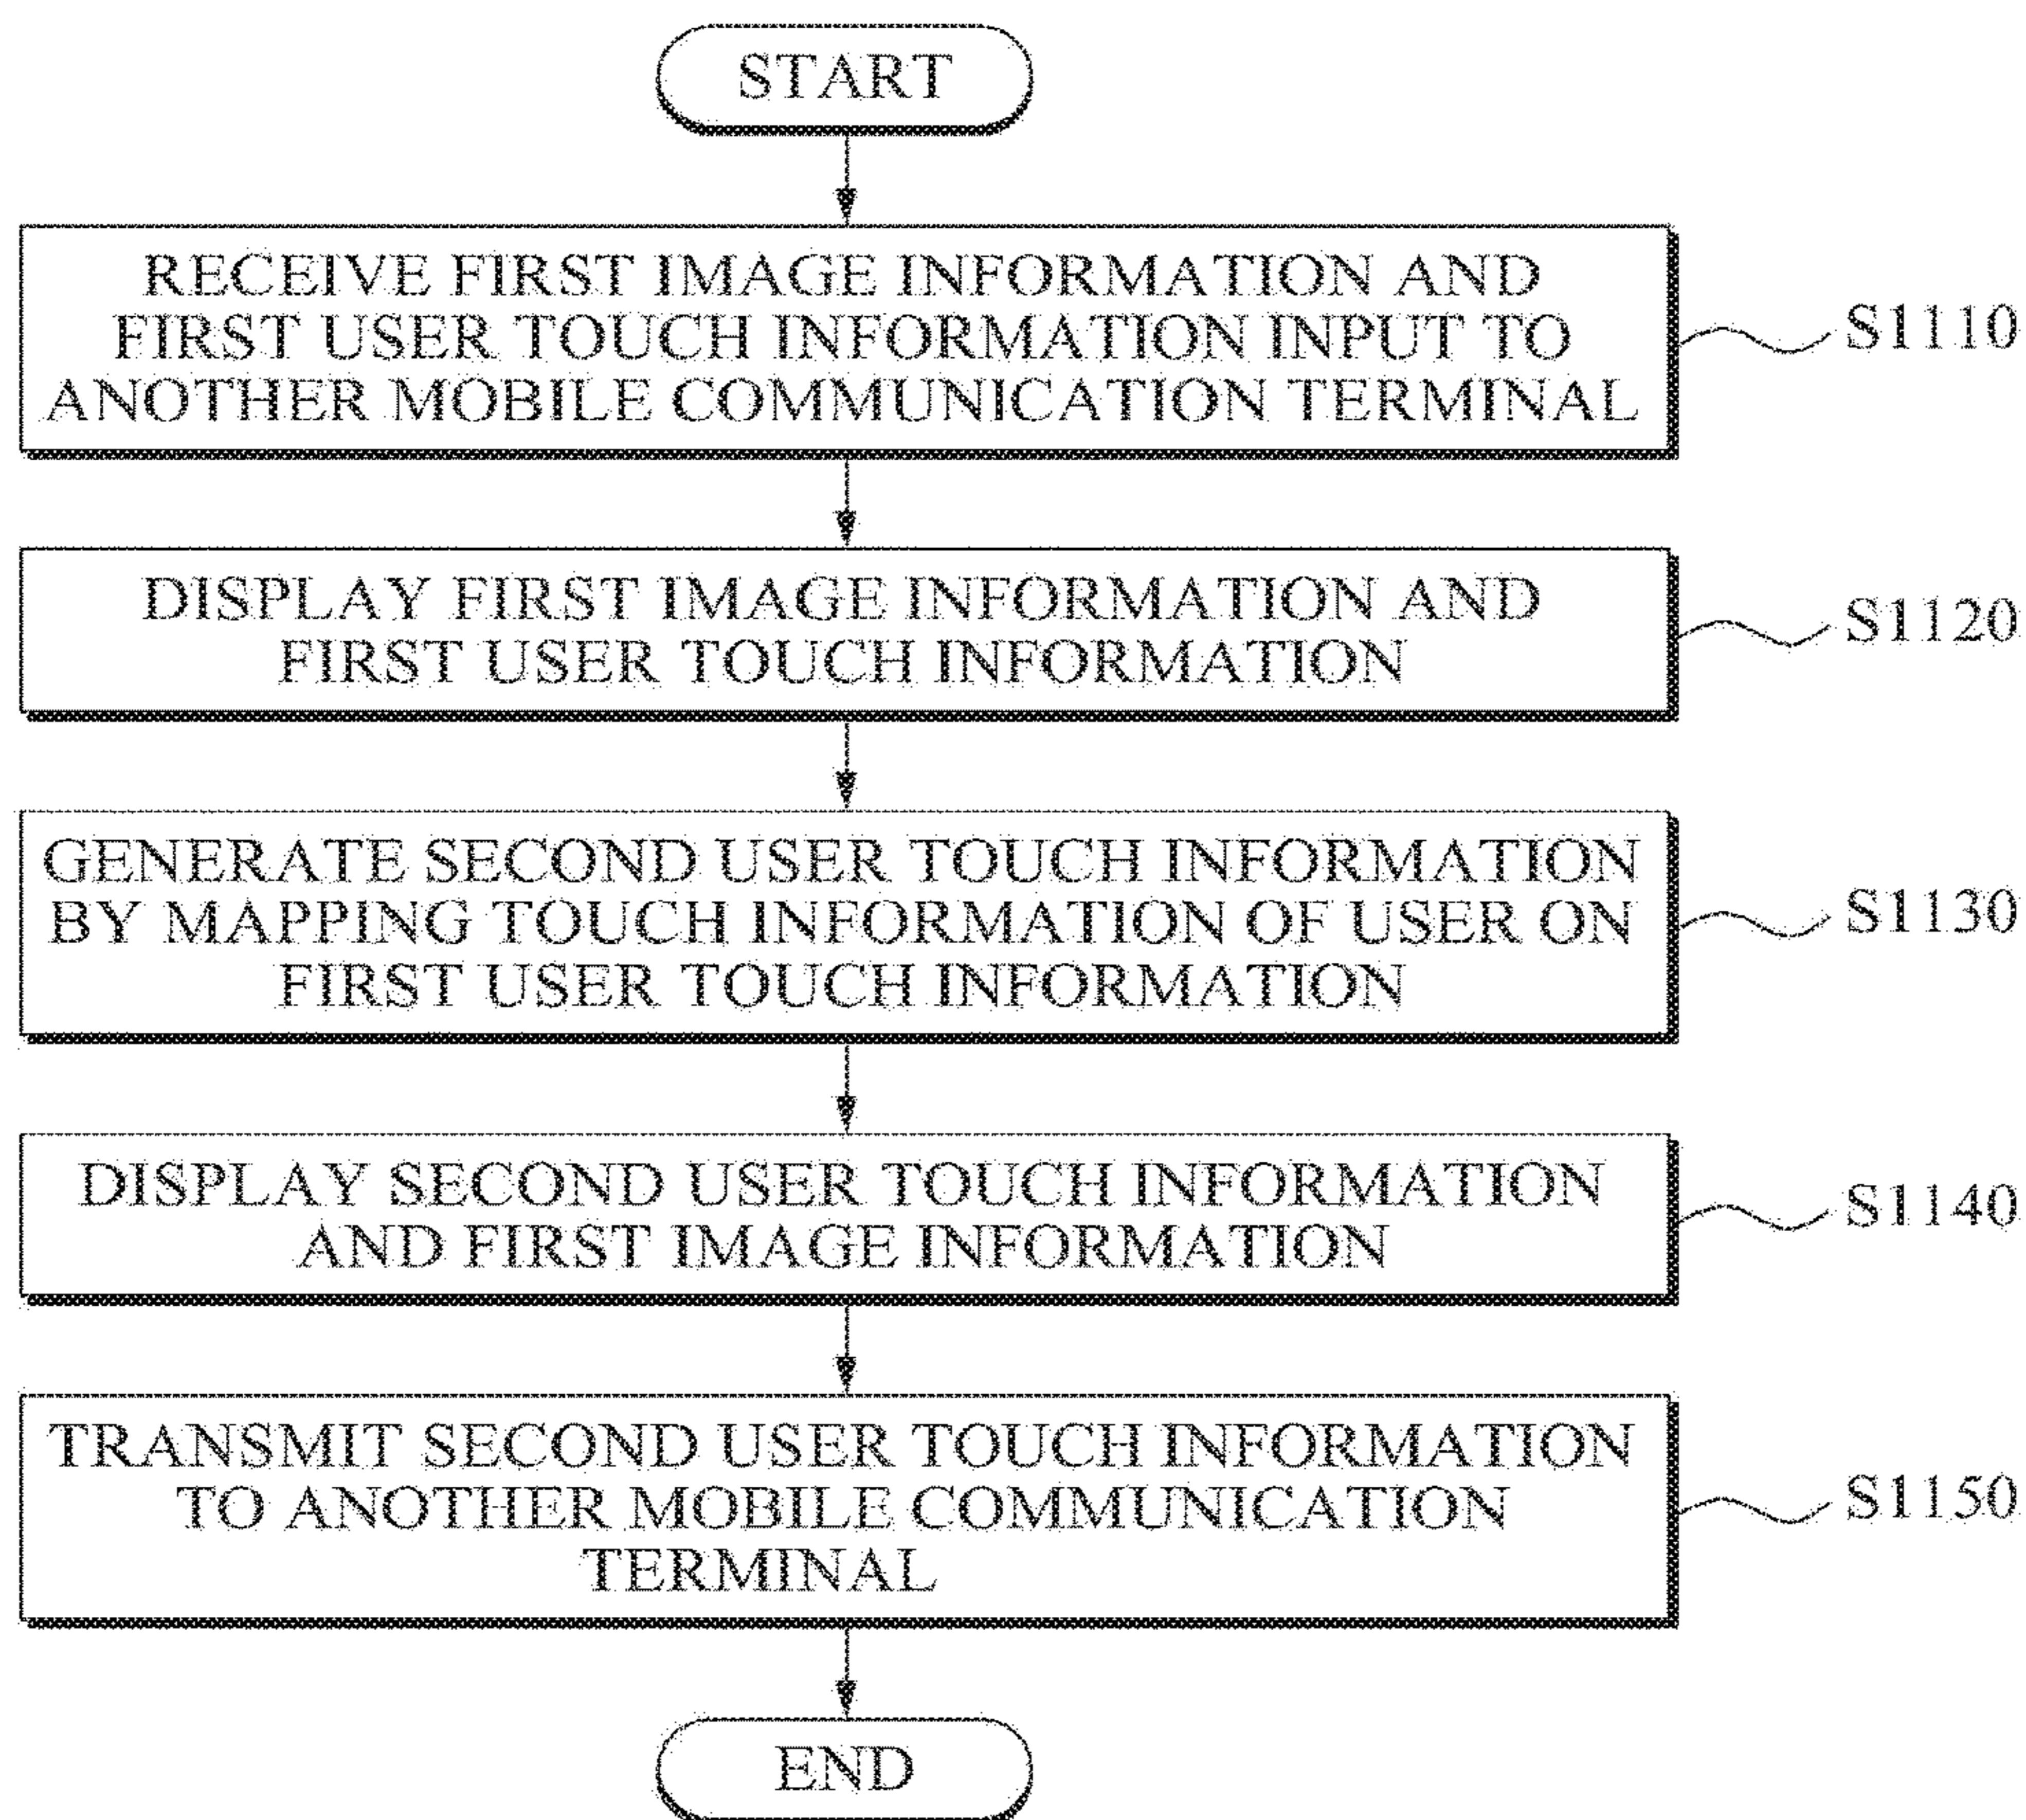 START
RECEIVE FIRST IMAGE INFORMATION AND
FIRST USER TOUCH INFORMATION INPUT TO
ANOTHER MOBILE COMMUNICATION TERMINAL
S1110
DISPLAY FIRST IMAGE INFORMATION AND
FIRST USER TOUCH INFORMATION
S1120
GENERATE SECOND USER TOUCH INFORMATION
BY MAPPING TOUCH INFORMATION OF USER ON
FIRST USER TOUCH INFORMATION
S1130
DISPLAY SECOND USER TOUCH INFORMATION
AND FIRST IMAGE INFORMATION
S1140
TRANSMIT SECOND USER TOUCH INFORMATION
TO ANOTHER MOBILE COMMUNICATION
TERMINAL
S1150
END